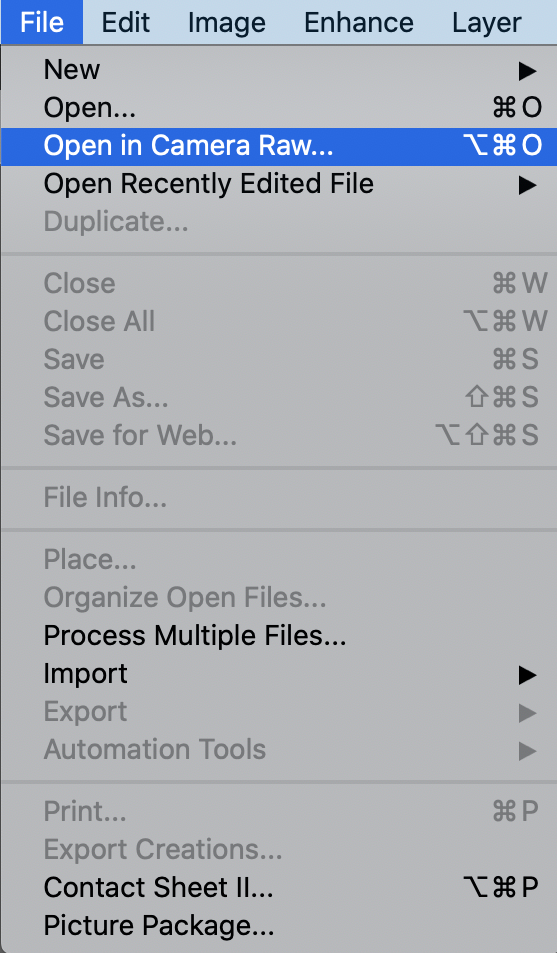 File Edit Image Enhance Layer
New ▶
Open... ⌘O
Open in Camera Raw... ⌥⌘O
Open Recently Edited File ▶
Duplicate...
Close ⌘W
Close All ⌥⌘W
Save ⌘S
Save As... ⇧⌘S
Save for Web... ⌥⇧⌘S
File Info...
Place...
Organize Open Files...
Process Multiple Files...
Import ▶
Export ▶
Automation Tools ▶
Print... ⌘P
Export Creations...
Contact Sheet II... ⌥⌘P
Picture Package...